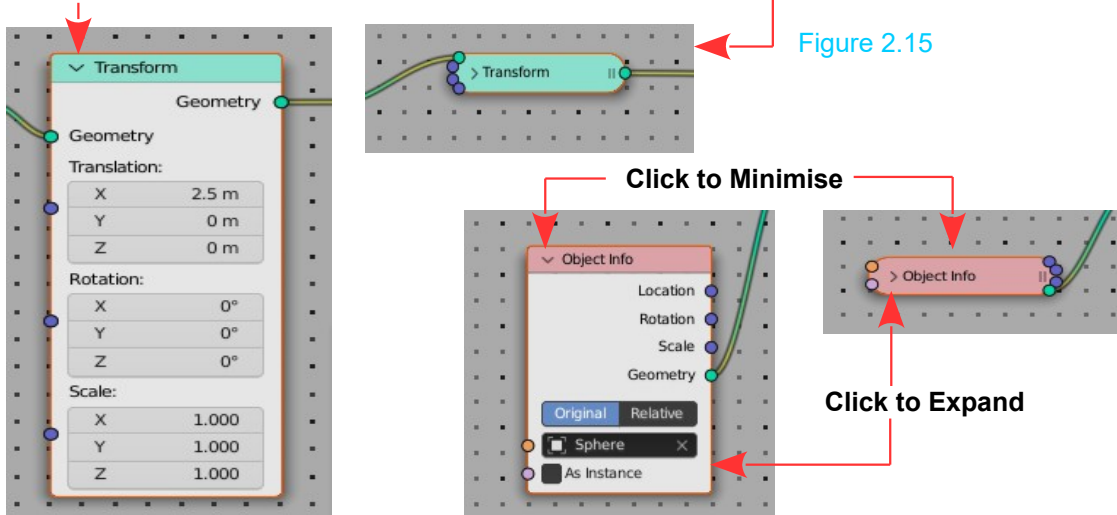 Transform
Geometry
Geometry
Translation:
X 2.5 m
Y 0 m
Z 0 m
Rotation:
X 0°
Y 0°
Z 0°
Scale:
X 1.000
Y 1.000
Z 1.000
Transform
Figure 2.15
Click to Minimise
Object Info
Location
Rotation
Scale
Geometry
Original Relative
Sphere
As Instance
Object Info
Click to Expand